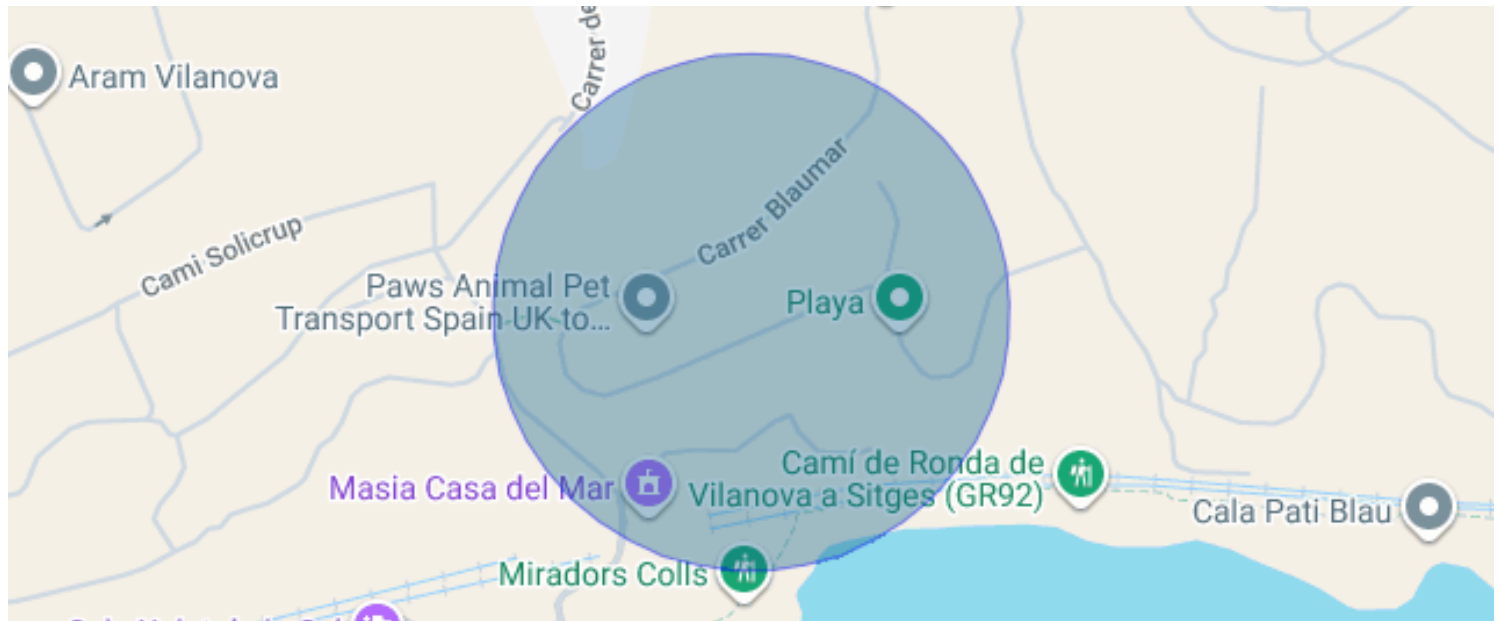 Carrer de
Aram Vilanova
Carrer Blaumar
Cami Solicrup
Paws Animal Pet
Transport Spain UK to...
Playa
Camí de Ronda de
Vilanova a Sitges (GR92)
Masia Casa del Mar
Cala Pati Blau
Miradors Colls